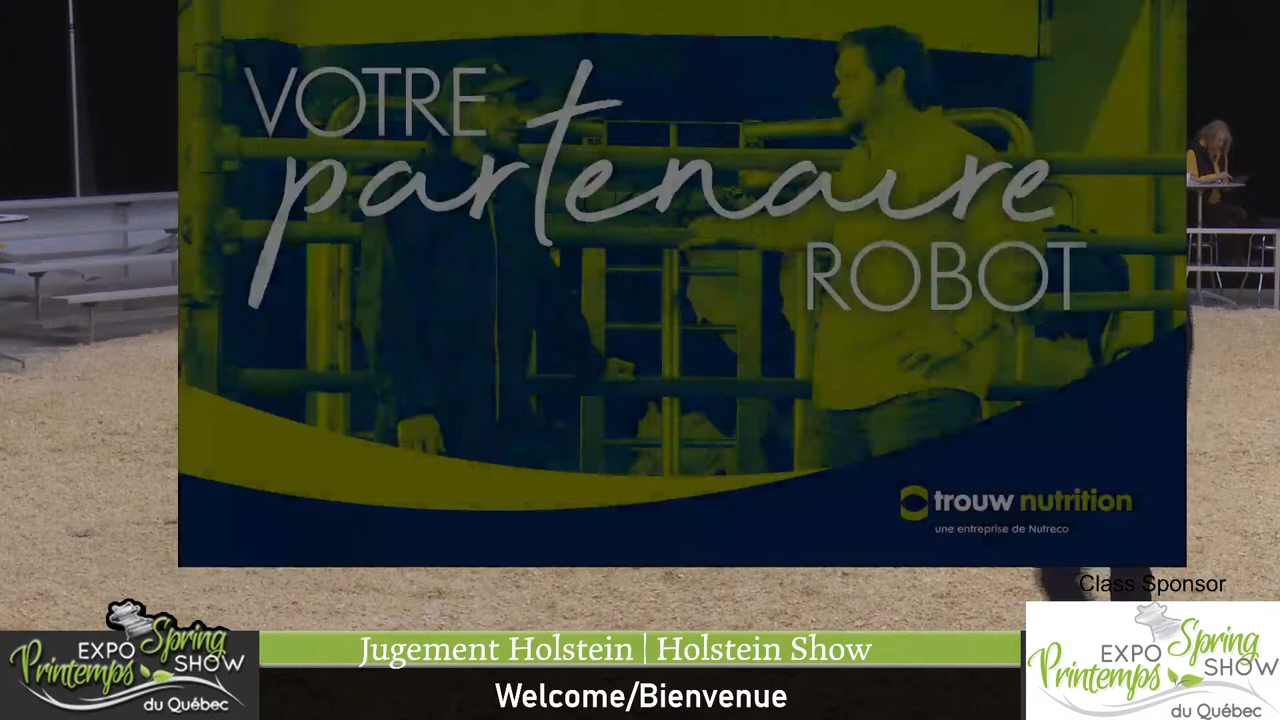 VOTRE
partenaire
ROBOT
trouw nutrition
une entreprise de Nutreco
Class Sponsor
EXPO Spring
Printemps SHOW
du Québec
Jugement Holstein | Holstein Show
Welcome/Bienvenue
EXPO Spring
Printemps SHOW
du Québec